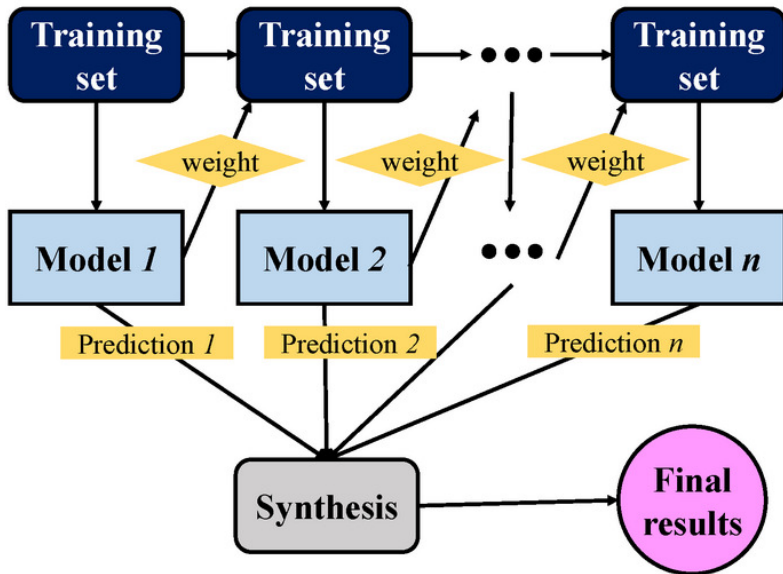 Training
set
Training
set
Training
set
weight
weight
weight
Model 1
Model 2
Model n
Prediction 1
Prediction 2
Prediction n
Synthesis
Final
results